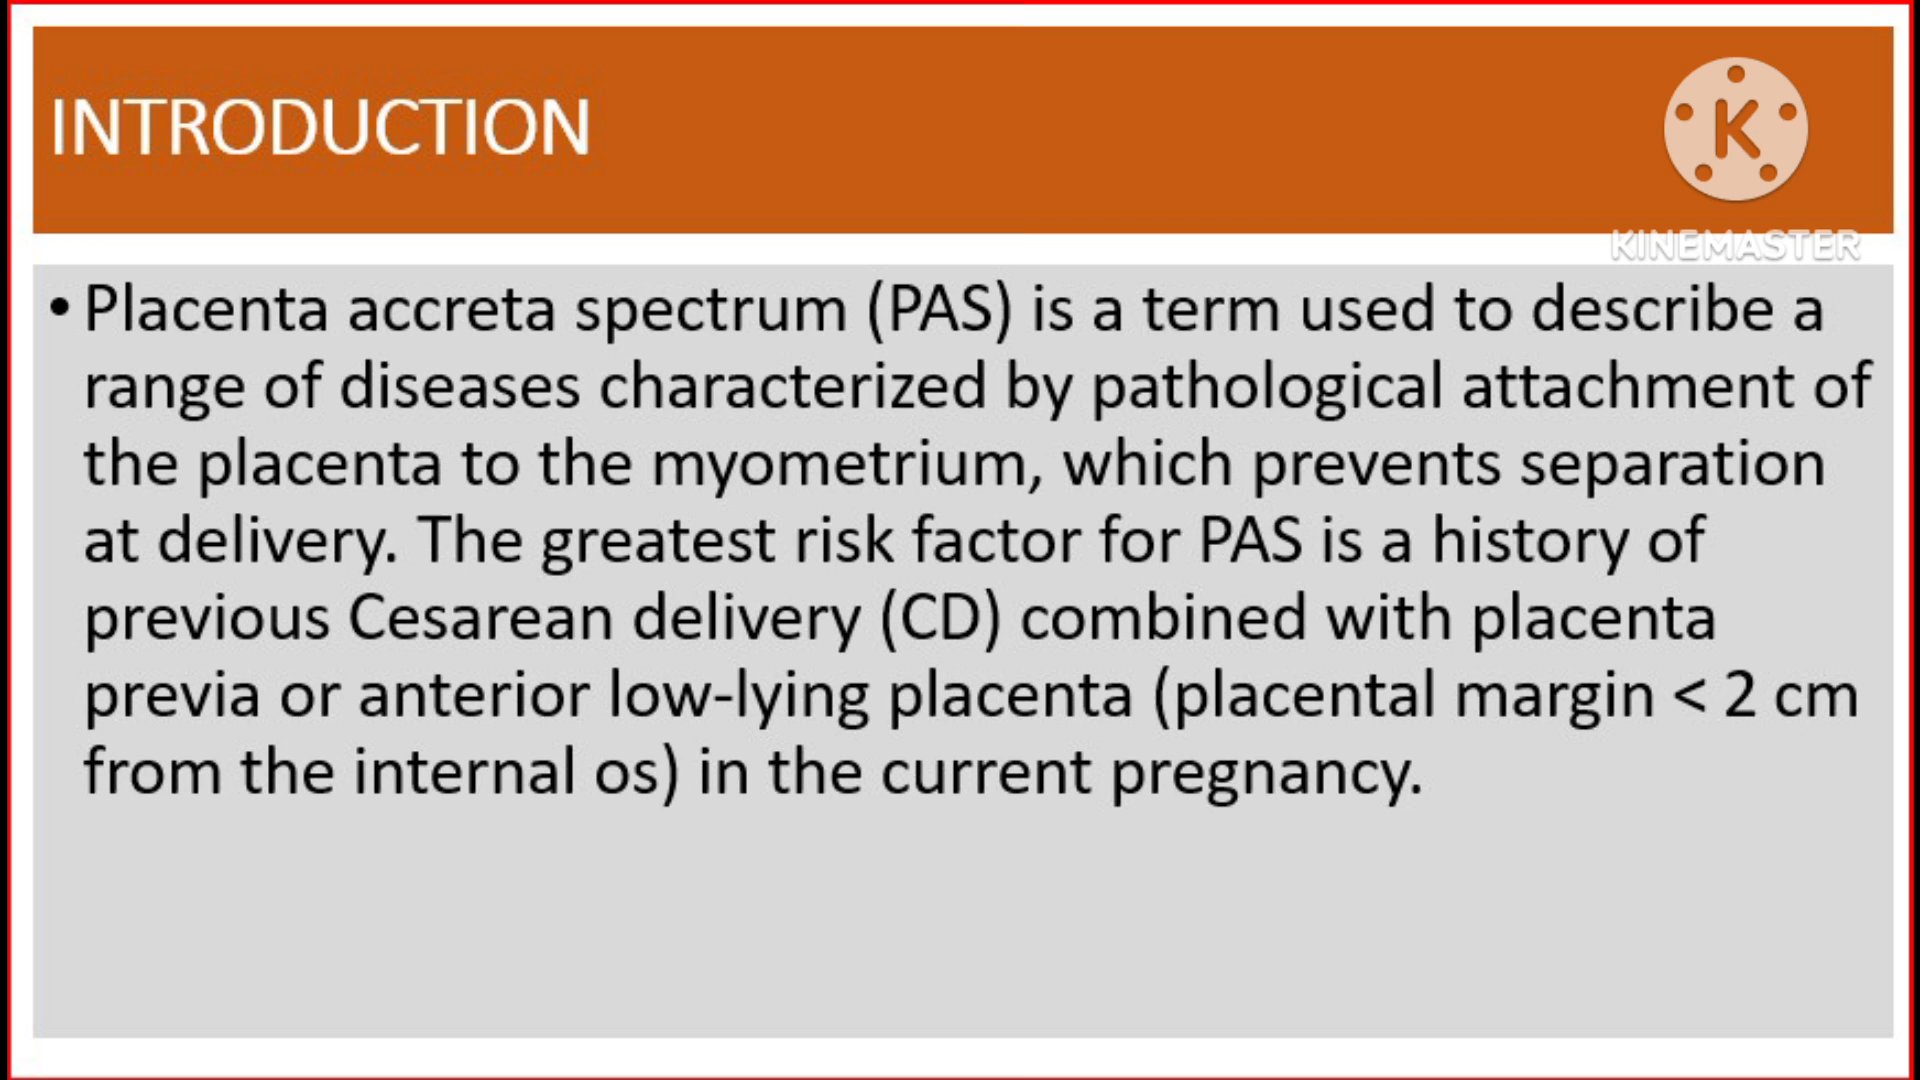 INTRODUCTION
K
KINEMASTER
• Placenta accreta spectrum (PAS) is a term used to describe a
range of diseases characterized by pathological attachment of
the placenta to the myometrium, which prevents separation
at delivery. The greatest risk factor for PAS is a history of
previous Cesarean delivery (CD) combined with placenta
previa or anterior low-lying placenta (placental margin < 2 cm
from the internal os) in the current pregnancy.